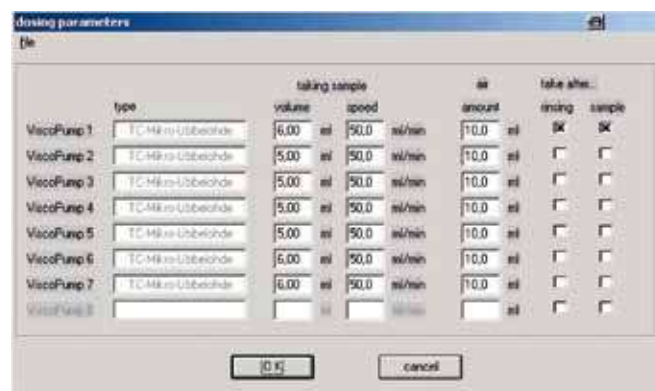 dosing parameters
file
taking sample air take after...
type volume speed amount rinsing sample
ViscoPump 1 TC-Mikro-Ubbelohde 6,00 ml 50,0 ml/min 10,0 ml
ViscoPump 2 TC-Mikro-Ubbelohde 5,00 ml 50,0 ml/min 10,0 ml
ViscoPump 3 TC-Mikro-Ubbelohde 5,00 ml 50,0 ml/min 10,0 ml
ViscoPump 4 TC-Mikro-Ubbelohde 5,00 ml 50,0 ml/min 10,0 ml
ViscoPump 5 TC-Mikro-Ubbelohde 5,00 ml 50,0 ml/min 10,0 ml
ViscoPump 6 TC-Mikro-Ubbelohde 6,00 ml 50,0 ml/min 10,0 ml
ViscoPump 7 TC-Mikro-Ubbelohde 6,00 ml 50,0 ml/min 10,0 ml
ViscoPump 8 ml ml/min ml
OK cancel